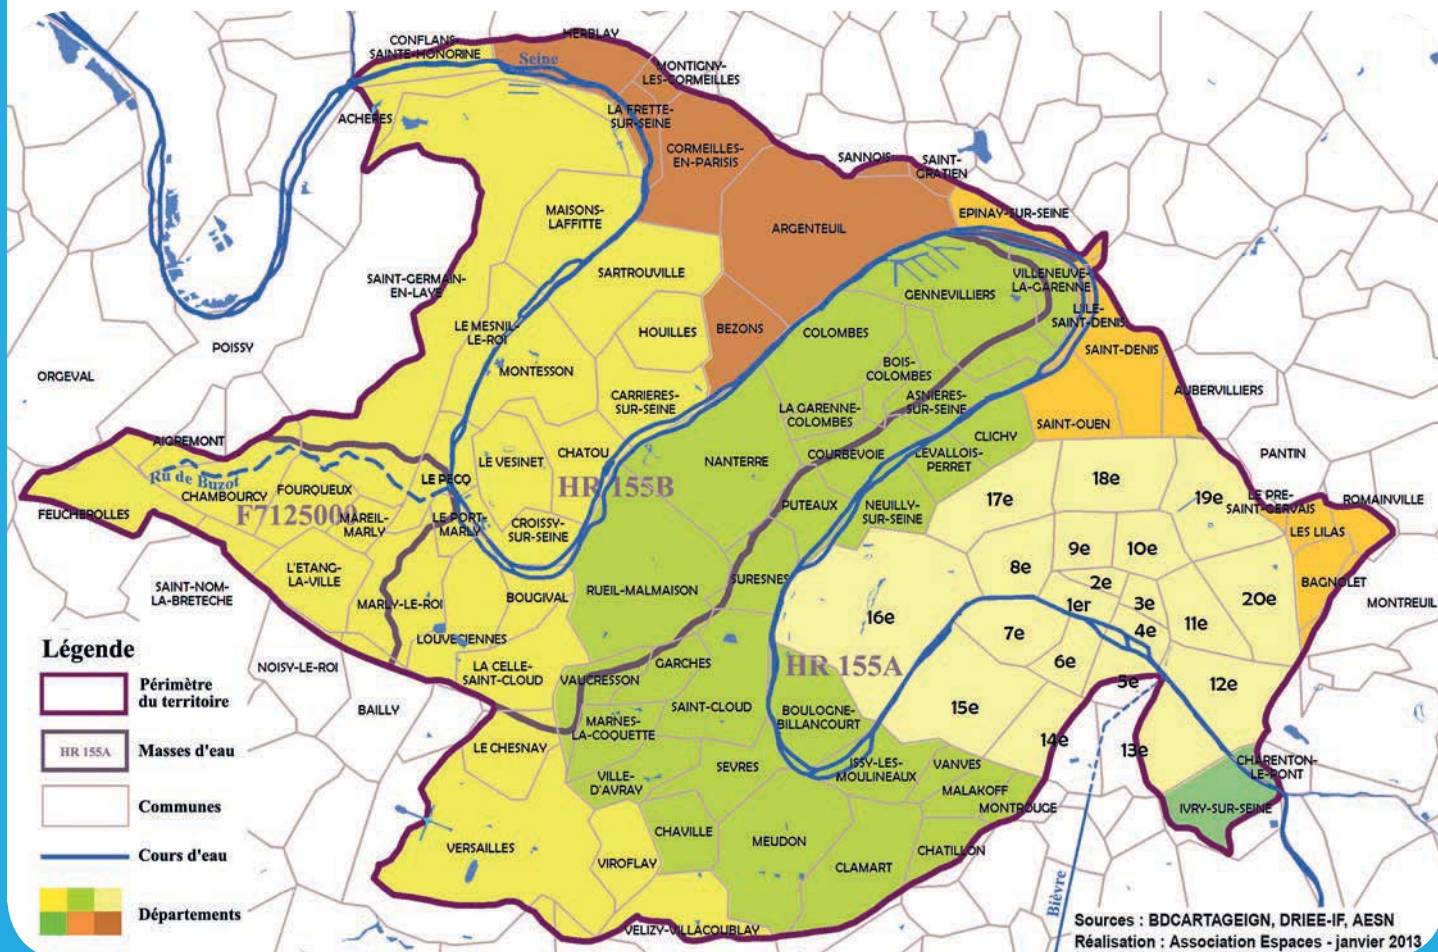 CONFLANS-
SAINTE-HONORINE
HERBLAY
Seine
MONTIGNY-
LES-CORMEILLES
ACHERES
LA FRETTE-
SUR-SEINE
CORMEILLES-
EN-PARISIS
SANNOIS
SAINT-
GRATIEN
MAISONS-
LAFFITTE
EPINAY-SUR-SEINE
ARGENTEUIL
SAINT-GERMAIN-
EN-LAYE
SARTROUVILLE
VILLENEUVE-
LA-GARENNE
GENNEVILLIERS
L'ILE-
SAINT-DENIS
LE MESNIL-
LE-ROI
HOUILLES
BEZONS
COLOMBES
POISSY
SAINT-DENIS
ORGEVAL
MONTESSON
BOIS-
COLOMBES
AUBERVILLIERS
CARRIERES-
SUR-SEINE
ASNIERES-
SUR-SEINE
LA GARENNE-
COLOMBES
SAINT-OUEN
AIGREMONT
CLICHY
CHATOU
COURBEVOIE
LEVALLOIS-
PERRET
PANTIN
LE VESINET
NANTERRE
Rû de Buzot
LE PECQ
18e
CHAMBOURCY
FOURQUEUX
HR 155B
17e
19e
LE PRE-
SAINT-GERVAIS
ROMAINVILLE
FEUCHEROLLES
F7125000
MAREIL-
MARLY
LE PORT-
MARLY
CROISSY-
SUR-SEINE
PUTEAUX
NEUILLY-
SUR-SEINE
LES LILAS
9e
10e
8e
L'ETANG-
LA-VILLE
SURESNES
2e
BAGNOLET
SAINT-NOM-
LA-BRETECHE
RUEIL-MALMAISON
MARLY-LE-ROI
BOUGIVAL
1er
3e
20e
MONTREUIL
16e
11e
4e
7e
LOUVECIENNES
Légende
NOISY-LE-ROI
LA CELLE-
SAINT-CLOUD
GARCHES
HR 155A
6e
VAUCRESSON
5e
12e
Périmètre
du territoire
BAILLY
SAINT-CLOUD
BOULOGNE-
BILLANCOURT
15e
MARNES-
LA-COQUETTE
14e
13e
HR 155A
Masses d'eau
LE CHESNAY
SEVRES
ISSY-LES-
MOULINEAUX
VANVES
CHARENTON-
LE-PONT
VILLE-
D'AVRAY
MALAKOFF
MONTROUGE
IVRY-SUR-SEINE
Communes
CHAVILLE
MEUDON
Cours d'eau
VERSAILLES
VIROFLAY
CLAMART
CHATILLON
Bièvre
Départements
VELIZY-VILLACOUBLAY
Sources : BDCARTAGEIGN, DRIEE-IF, AESN
Réalisation : Association Espaces - janvier 2013